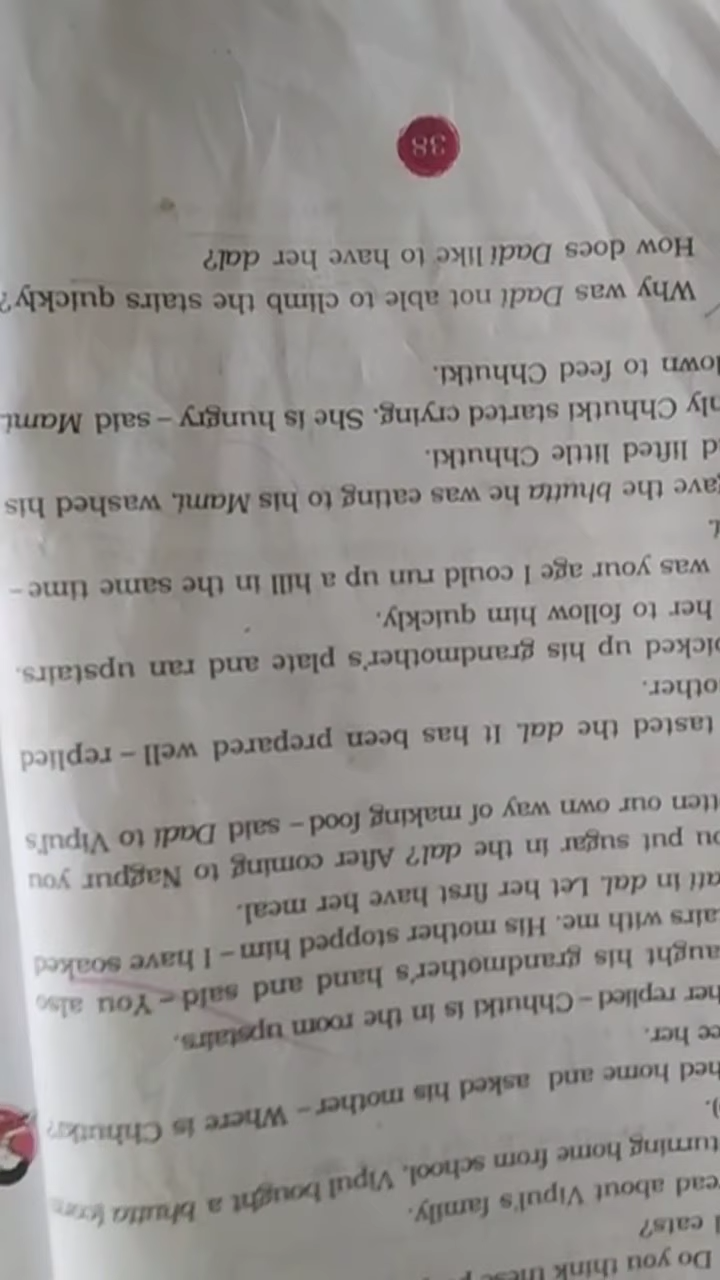 Do you think these
l eats?
ead about Vipul's family.
turning home from school, Vipul bought a bhutta (corn
).
hed home and asked his mother – Where is Chhutki?
ee her.
her replied – Chhutki is in the room upstairs.
aught his grandmother's hand and said – You also
airs with me. His mother stopped him – I have soaked
ati in dal. Let her first have her meal.
ou put sugar in the dal? After coming to Nagpur you
tten our own way of making food – said Dadi to Vipul's
tasted the dal. It has been prepared well – replied
other.
picked up his grandmother's plate and ran upstairs.
her to follow him quickly.
was your age I could run up a hill in the same time –
i.
gave the bhutta he was eating to his Mami, washed his
d lifted little Chhutki.
nly Chhutki started crying. She is hungry – said Mami.
down to feed Chhutki.
Why was Dadi not able to climb the stairs quickly?
How does Dadi like to have her dal?
38